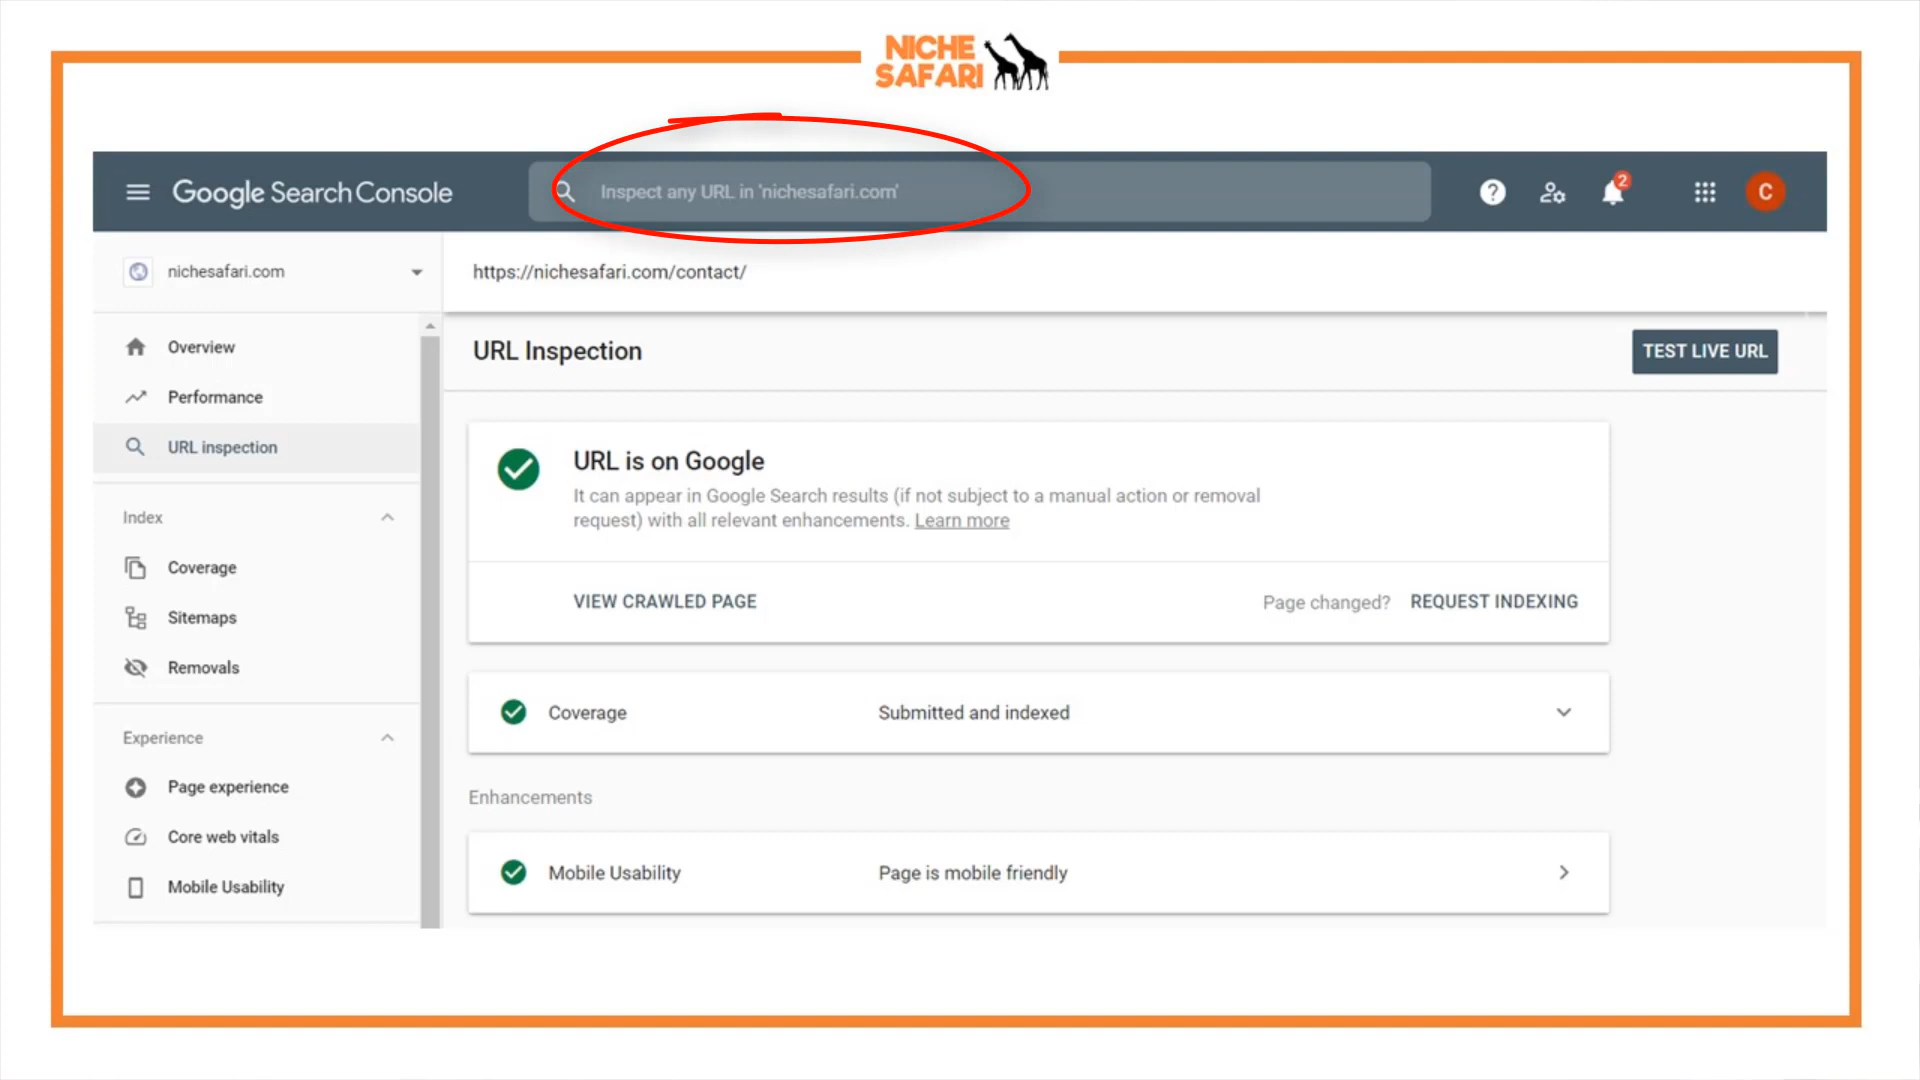 NICHE
SAFARI
Google Search Console
Inspect any URL in 'nichesafari.com'
2
C
nichesafari.com
https://nichesafari.com/contact/
Overview
Performance
URL inspection
Index
Coverage
Sitemaps
Removals
Experience
Page experience
Core web vitals
Mobile Usability
URL Inspection
TEST LIVE URL
URL is on Google
It can appear in Google Search results (if not subject to a manual action or removal
request) with all relevant enhancements. Learn more
VIEW CRAWLED PAGE
Page changed? REQUEST INDEXING
Coverage Submitted and indexed
Enhancements
Mobile Usability Page is mobile friendly